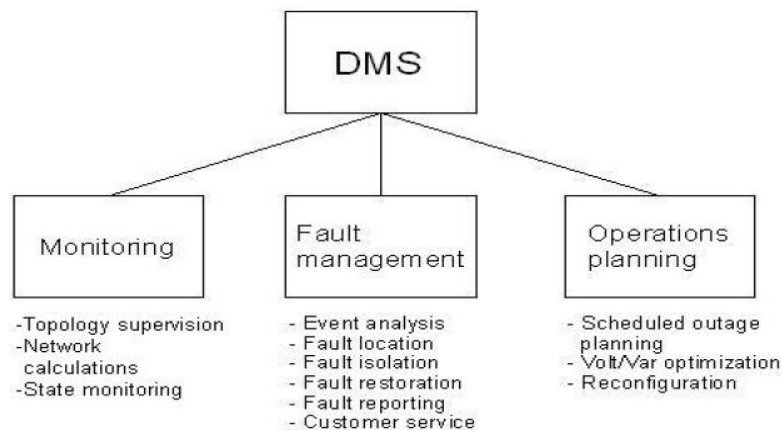 DMS
Monitoring
Fault
management
Operations
planning
-Topology supervision
-Network
calculations
-State monitoring
- Event analysis
- Fault location
- Fault isolation
- Fault restoration
- Fault reporting
- Customer service
- Scheduled outage
planning
- Volt/Var optimization
- Reconfiguration